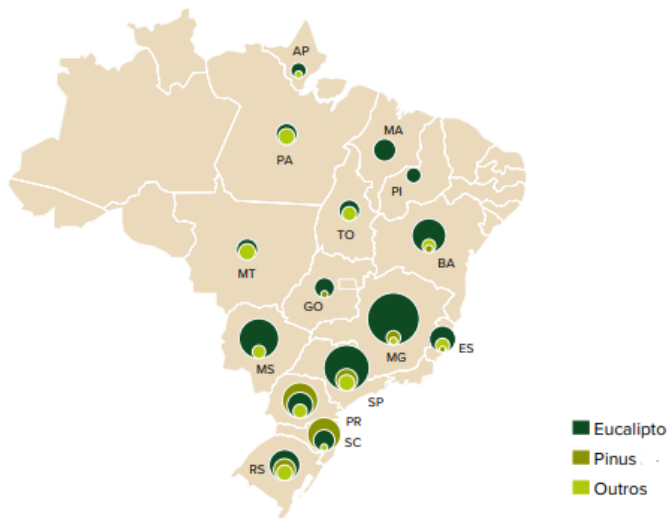 AP
MA
PA
PI
TO
BA
MT
GO
ES
MG
MS
SP
PR
SC
RS
Eucalipto
Pinus
Outros